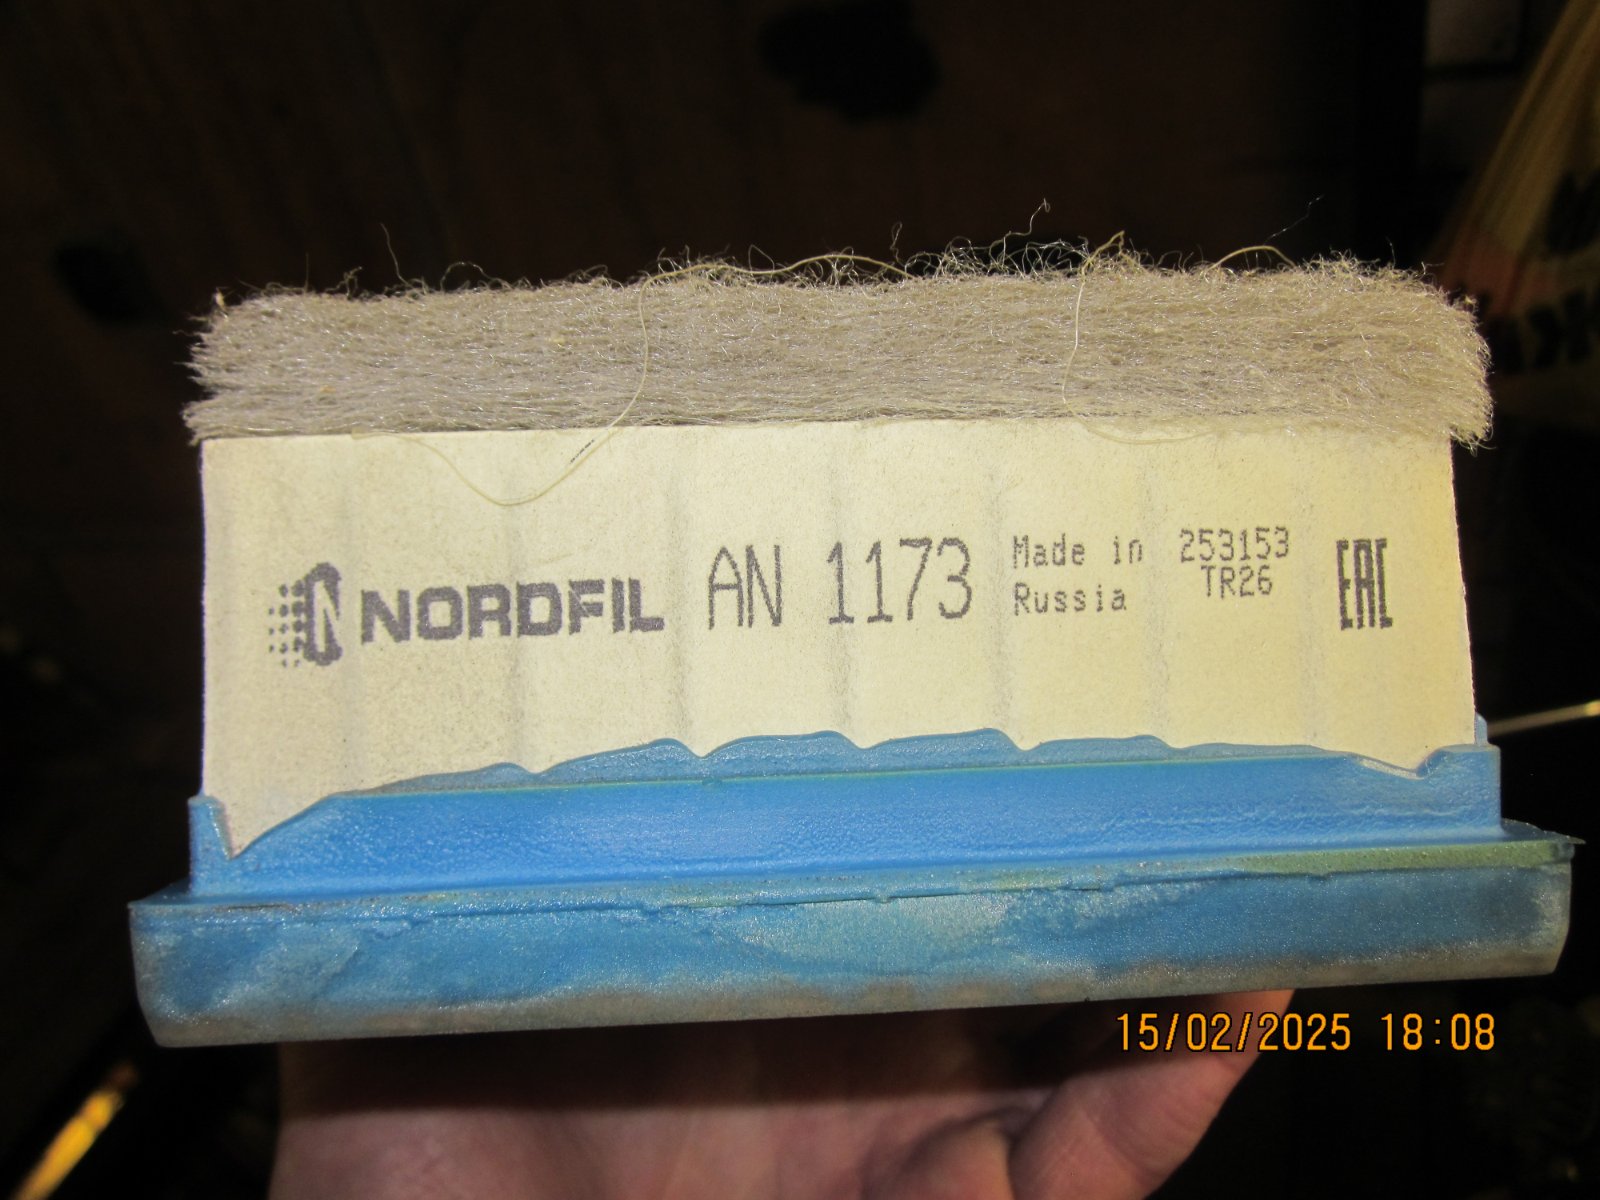 NORDFIL AN 1173
Made in
Russia
253153
TR26
EAC
15/02/2025 18:08